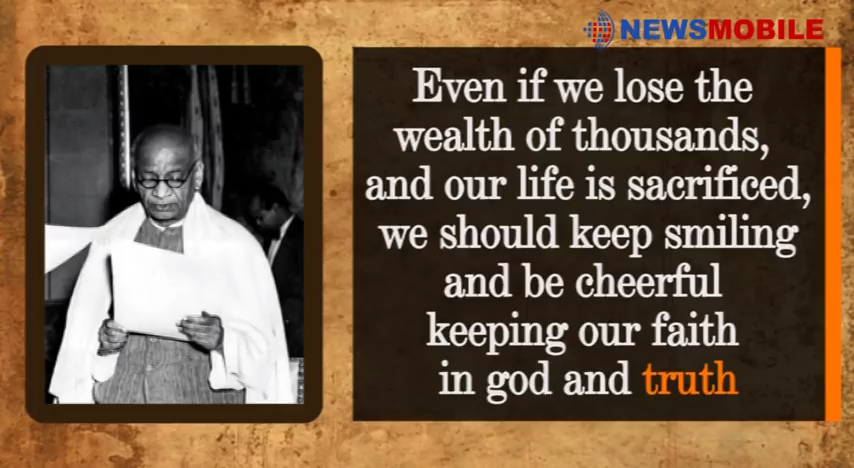 NEWSMOBILE
Even if we lose the
wealth of thousands,
and our life is sacrificed,
we should keep smiling
and be cheerful
keeping our faith
in god and truth